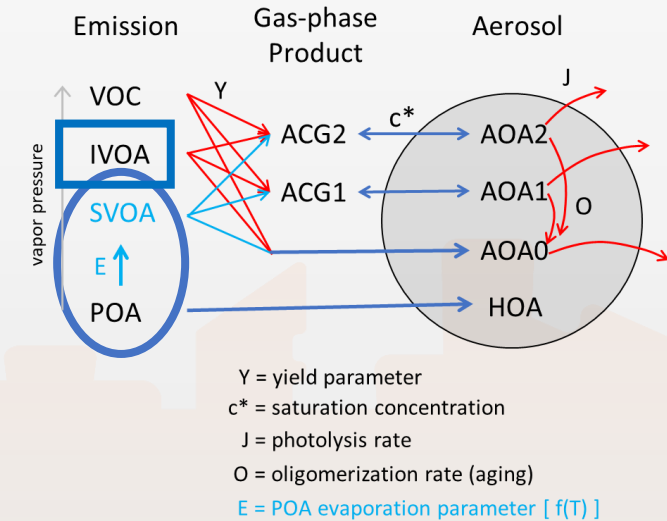 Emission
Gas-phase
Product
Aerosol
vapor pressure
VOC
IVOA
SVOA
E
POA
Y
ACG2
ACG1
c*
J
AOA2
AOA1
O
AOA0
HOA
Y = yield parameter
c* = saturation concentration
J = photolysis rate
O = oligomerization rate (aging)
E = POA evaporation parameter [ f(T) ]